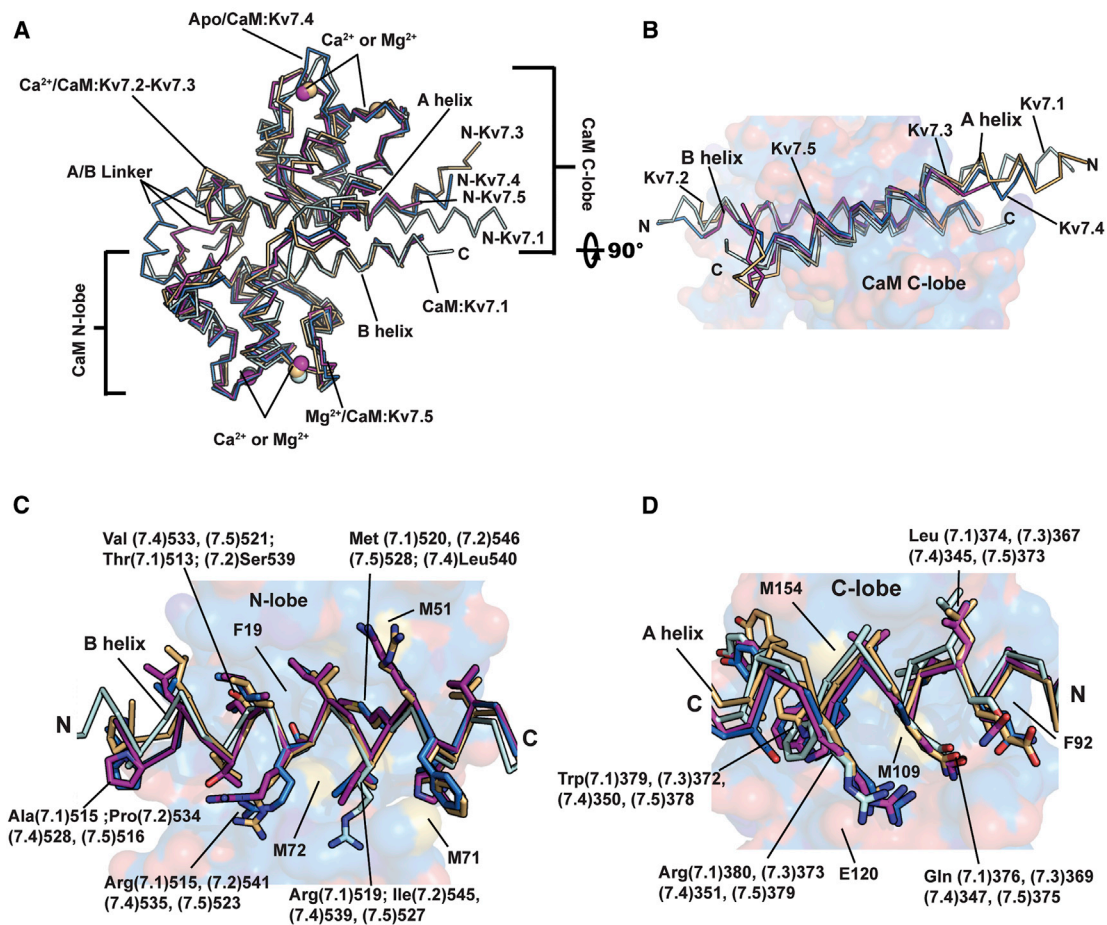 A
Apo/CaM:Kv7.4
Ca²⁺ or Mg²⁺
Ca²⁺/CaM:Kv7.2-Kv7.3
A helix
N-Kv7.3
A/B Linker
N-Kv7.4
N-Kv7.5
N-Kv7.1
C
CaM C-lobe
90°
CaM:Kv7.1
B helix
CaM N-lobe
Mg²⁺/CaM:Kv7.5
Ca²⁺ or Mg²⁺
B
Kv7.1
A helix
Kv7.3
Kv7.5
B helix
Kv7.2
N
N
C
Kv7.4
C
CaM C-lobe
C
Val (7.4)533, (7.5)521;
Thr(7.1)513; (7.2)Ser539
Met (7.1)520, (7.2)546
(7.5)528; (7.4)Leu540
N-lobe
M51
F19
B helix
N
C
Ala(7.1)515 ;Pro(7.2)534
(7.4)528, (7.5)516
M72
M71
Arg(7.1)515, (7.2)541
(7.4)535, (7.5)523
Arg(7.1)519; Ile(7.2)545,
(7.4)539, (7.5)527
D
Leu (7.1)374, (7.3)367
(7.4)345, (7.5)373
M154
C-lobe
A helix
C
N
F92
M109
Trp(7.1)379, (7.3)372,
(7.4)350, (7.5)378
Arg(7.1)380, (7.3)373
(7.4)351, (7.5)379
E120
Gln (7.1)376, (7.3)369
(7.4)347, (7.5)375